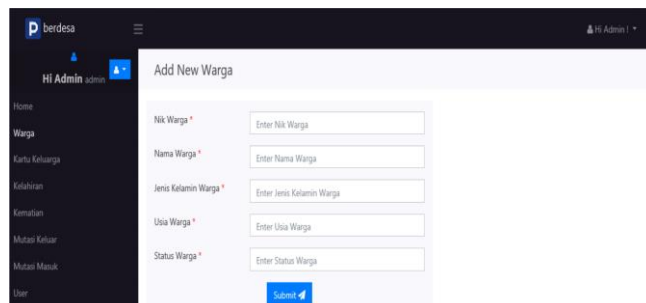 berdesa
Hi Admin !
Hi Admin admin
Home
Warga
Kartu Keluarga
Kelahiran
Kematian
Mutasi Keluar
Mutasi Masuk
User
Add New Warga
Nik Warga *
Enter Nik Warga
Nama Warga *
Enter Nama Warga
Jenis Kelamin Warga *
Enter Jenis Kelamin Warga
Usia Warga *
Enter Usia Warga
Status Warga *
Enter Status Warga
Submit